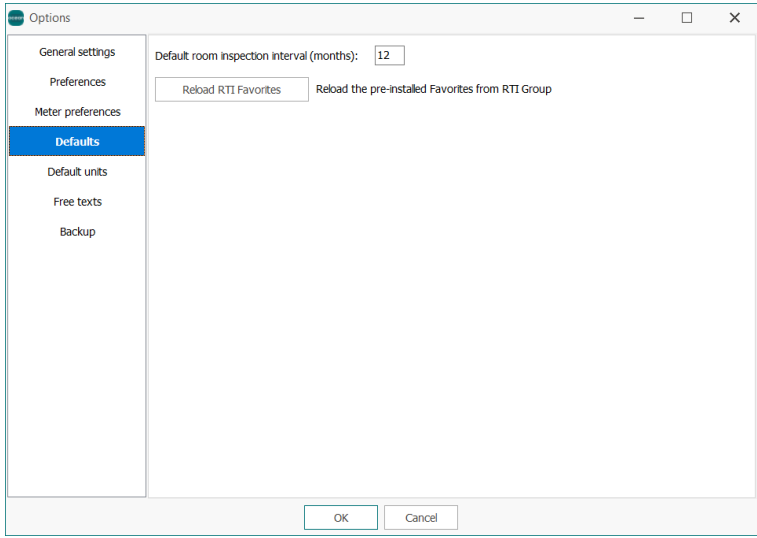 Options
General settings
Preferences
Meter preferences
Defaults
Default units
Free texts
Backup
Default room inspection interval (months): 12
Reload RTI Favorites Reload the pre-installed Favorites from RTI Group
OK Cancel